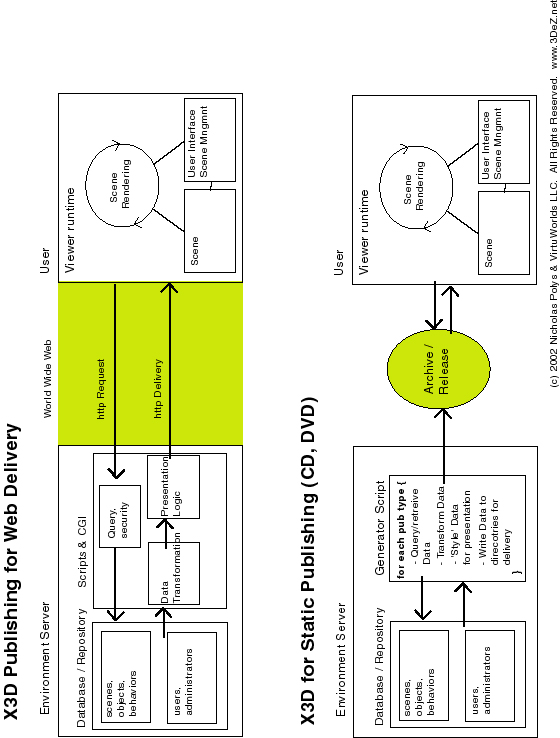 X3D Publishing for Web Delivery
Environment Server
World Wide Web
User
Database / Repository
scenes,
objects,
behaviors
users,
administrators
Scripts & CGI
Query,
security
Data
Transformation
Presentation
Logic
http Request
http Delivery
Viewer runtime
Scene
Rendering
Scene
User Interface
Scene Mngmnt
X3D for Static Publishing (CD, DVD)
Environment Server
User
Database / Repository
scenes,
objects,
behaviors
users,
administrators
Generator Script
for each pub type {
- Query/retreive
Data
- Transform Data
- 'Style' Data
for presentation
- Write Data to
direcotries for
delivery
}
Archive /
Release
Viewer runtime
Scene
Rendering
Scene
User Interface
Scene Mngmnt
(c) 2002 Nicholas Polys & VirtuWorlds LLC. All Rights Reserved. www.3DeZ.net